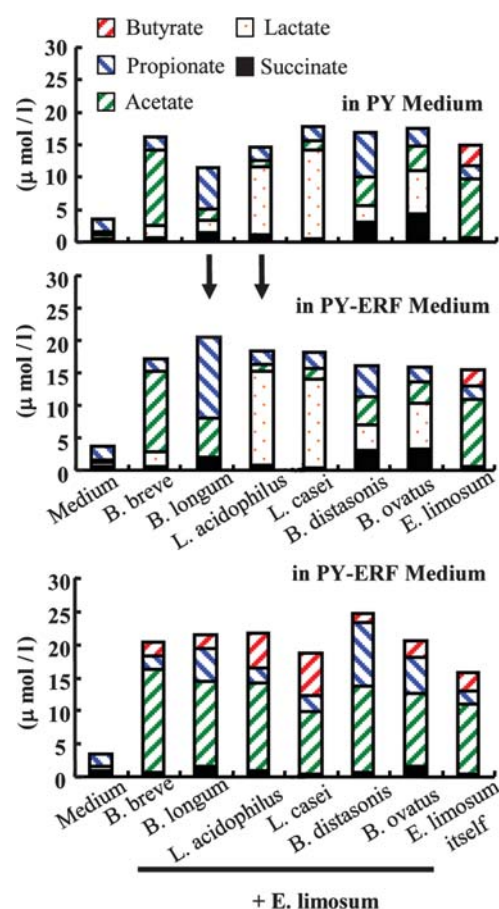 Butyrate Lactate
Propionate Succinate
Acetate
in PY Medium
(μ mol / l)
30
25
20
15
10
5
0
in PY-ERF Medium
(μ mol / l)
30
25
20
15
10
5
0
Medium
B. breve
B. longum
L. acidophilus
L. casei
B. distasonis
B. ovatus
E. limosum
in PY-ERF Medium
(μ mol / l)
30
25
20
15
10
5
0
Medium
B. breve
B. longum
L. acidophilus
L. casei
B. distasonis
B. ovatus
E. limosum
itself
+ E. limosum